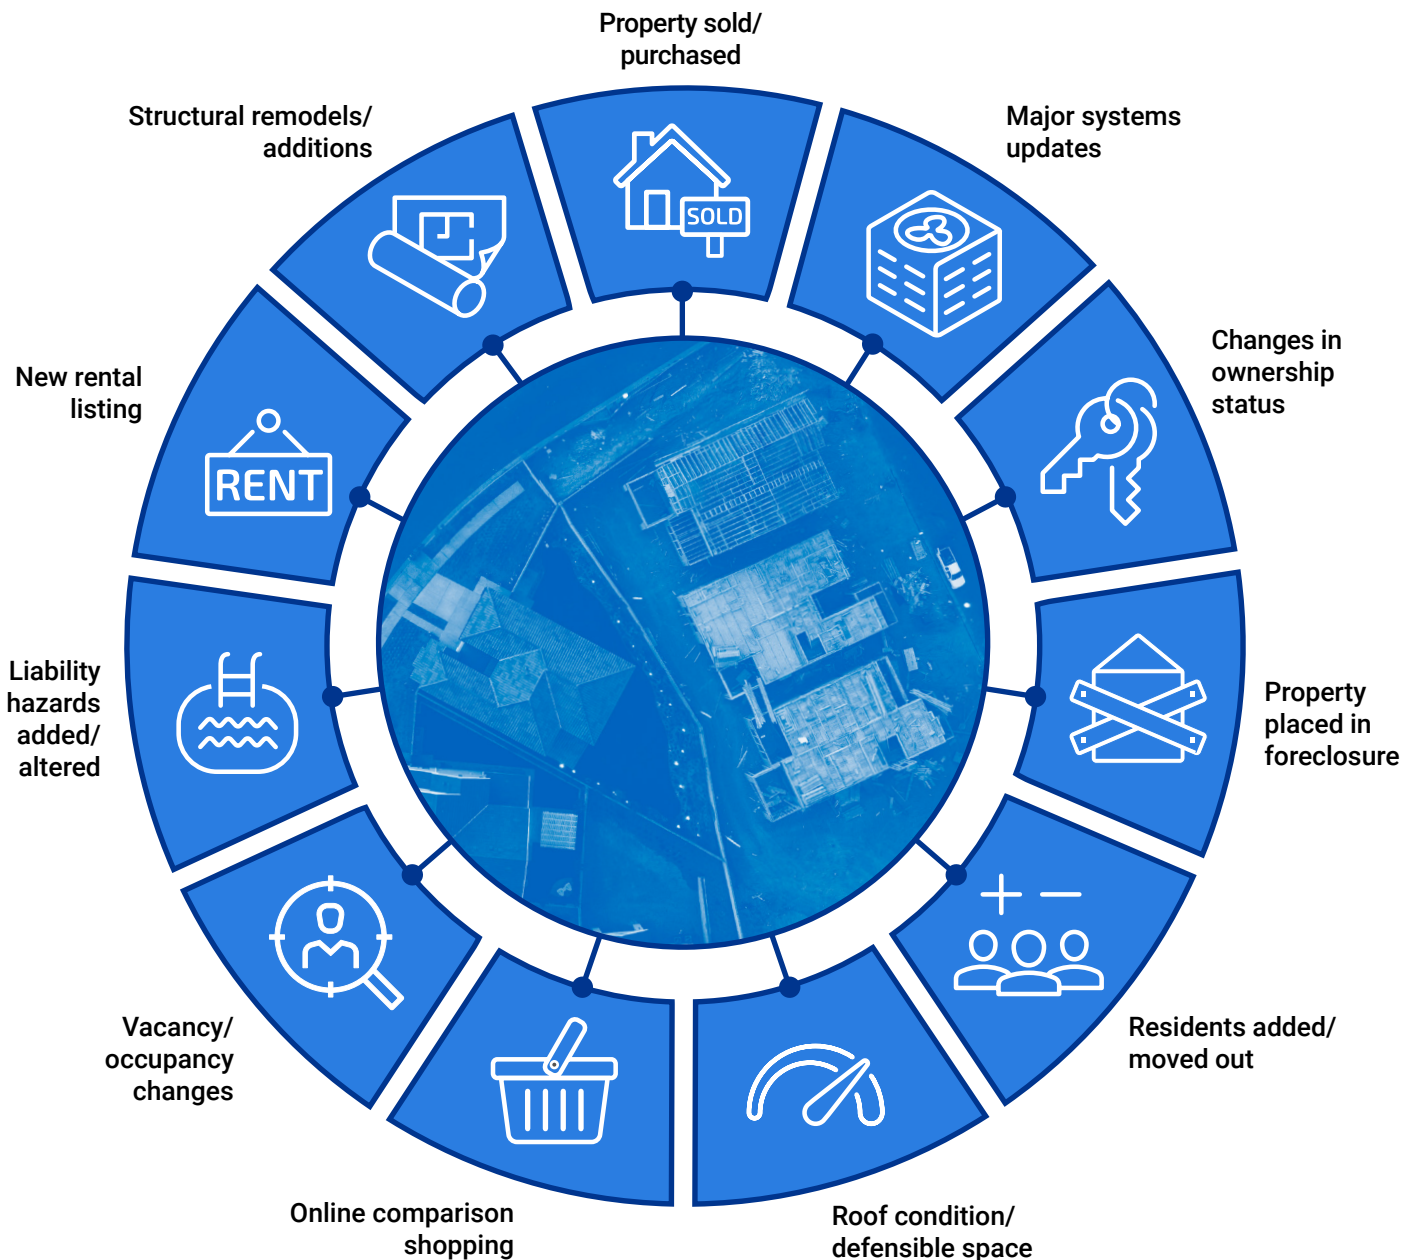 Property sold/
purchased
Major systems
updates
Changes in
ownership
status
Property
placed in
foreclosure
Residents added/
moved out
Roof condition/
defensible space
Online comparison
shopping
Vacancy/
occupancy
changes
Liability
hazards
added/
altered
New rental
listing
Structural remodels/
additions
SOLD
RENT